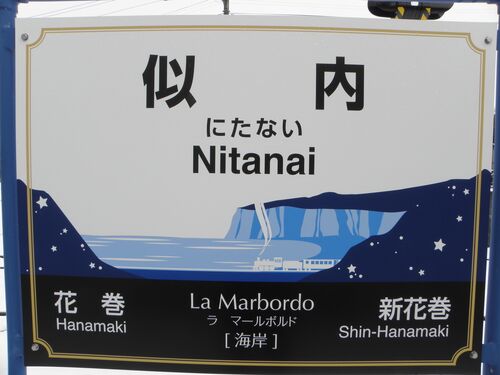 似内
にたない
Nitanai
花巻
Hanamaki
La Marbordo
ラ マールボルド
[海岸]
新花巻
Shin-Hanamaki